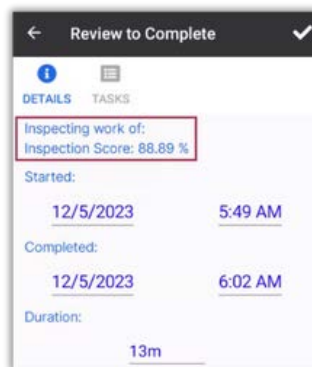 Review to Complete
DETAILS TASKS
Inspecting work of:
Inspection Score: 88.89 %
Started:
12/5/2023 5:49 AM
Completed:
12/5/2023 6:02 AM
Duration:
13m